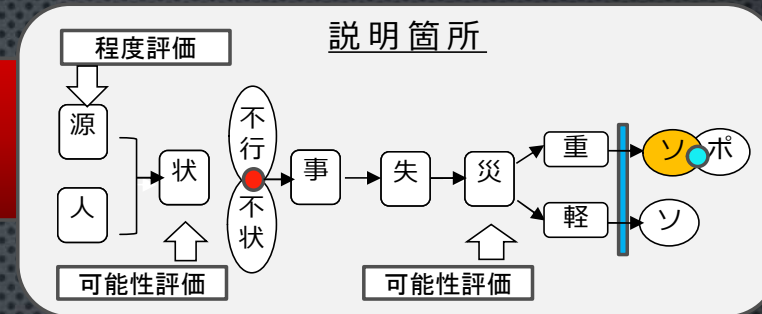 説明箇所
程度評価
源
人
状
不行
不状
事
失
災
重
軽
ソ
ポ
ソ
可能性評価
可能性評価